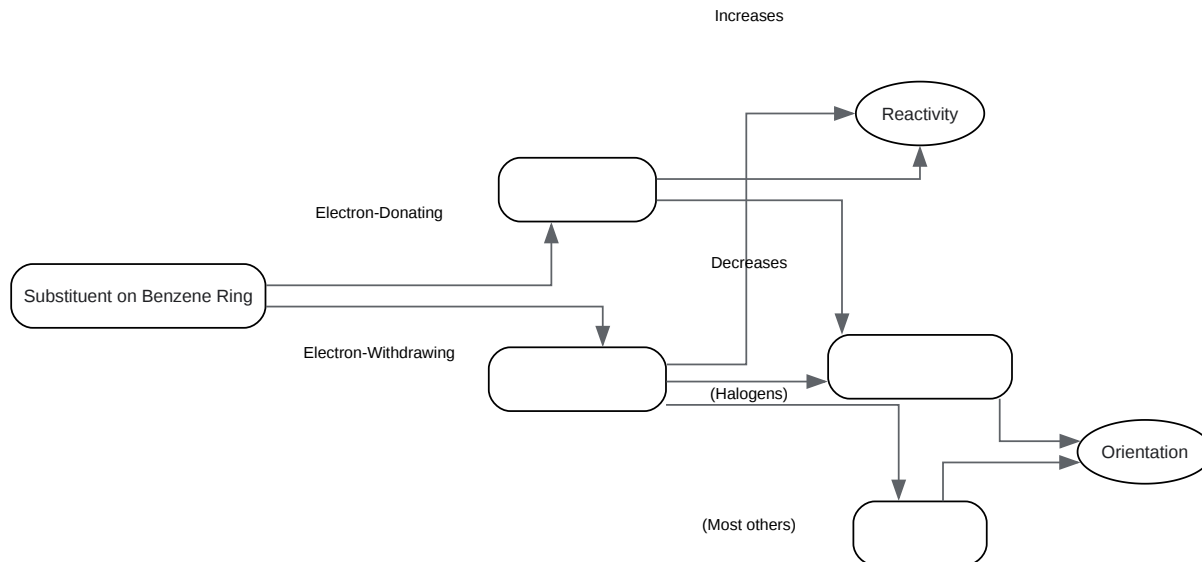 Increases
Reactivity
Electron-Donating
Decreases
Substituent on Benzene Ring
Electron-Withdrawing
(Halogens)
Orientation
(Most others)